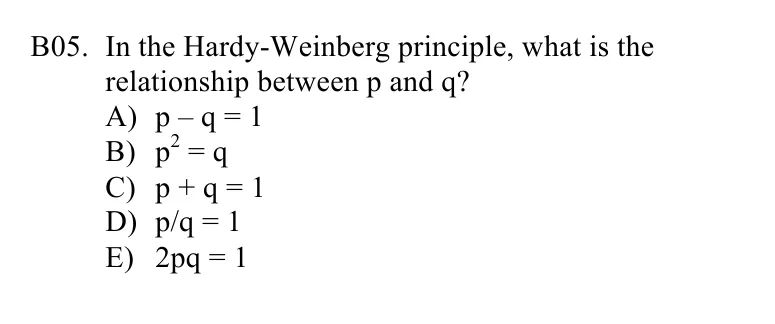 B05. In the Hardy-Weinberg principle, what is the
relationship between p and q?
A) p – q = 1
B) p² = q
C) p + q = 1
D) p/q = 1
E) 2pq = 1